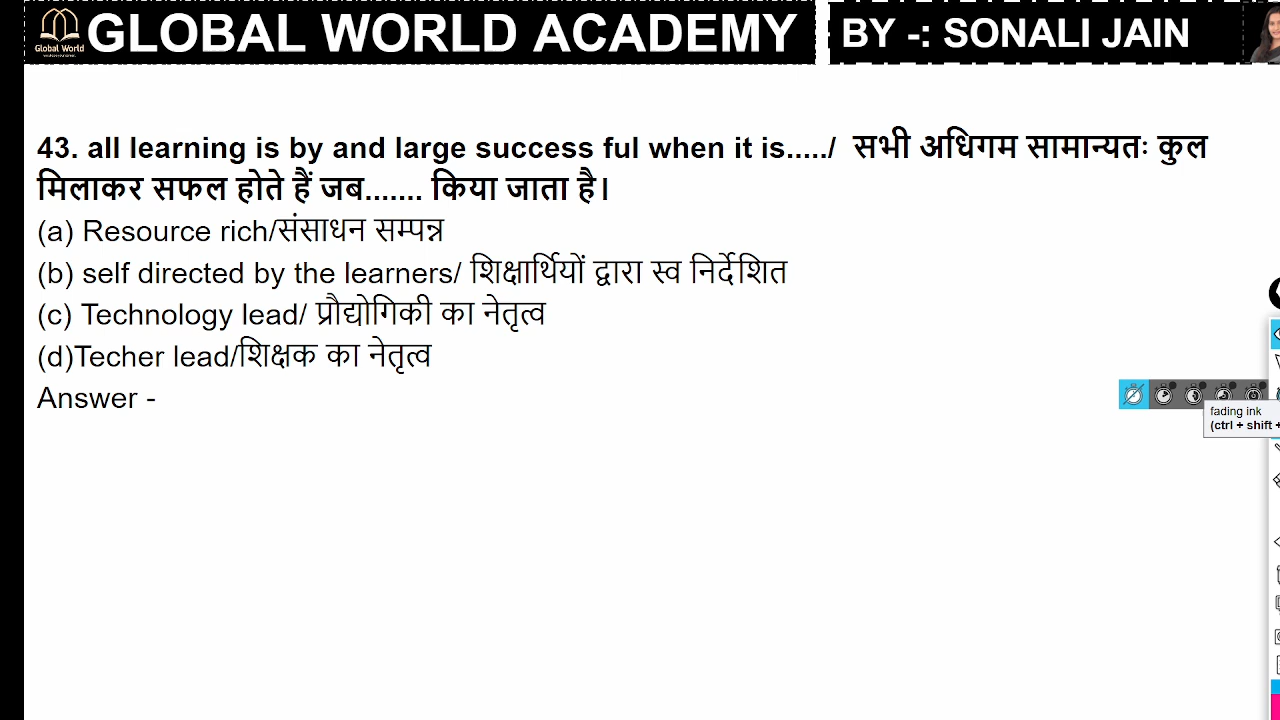 GLOBAL WORLD ACADEMY
BY -: SONALI JAIN
Global World
43. all learning is by and large success ful when it is...../ सभी अधिगम सामान्यतः कुल
मिलाकर सफल होते हैं जब....... किया जाता है।
(a) Resource rich/संसाधन सम्पन्न
(b) self directed by the learners/ शिक्षार्थियों द्वारा स्व निर्देशित
(c) Technology lead/ प्रौद्योगिकी का नेतृत्व
(d)Techer lead/शिक्षक का नेतृत्व
Answer -
fading ink
(ctrl + shift +